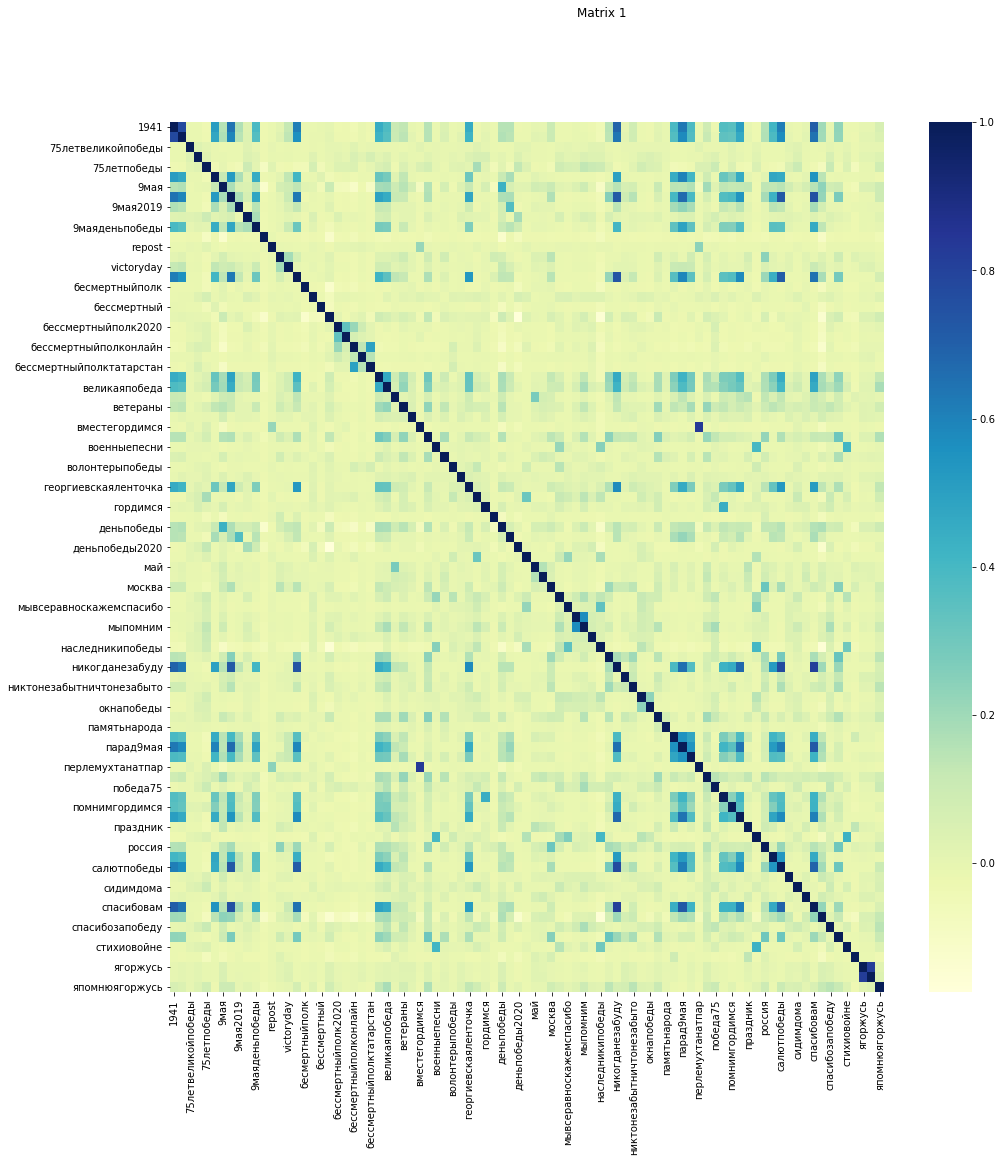 Matrix 1
1941
75летвеликойпобеды
75летпобеды
9мая
9мая2019
9маяденьпобеды
repost
victoryday
бесмертныйполк
бессмертный
бессмертныйполк2020
бессмертныйполконлайн
бессмертныйполктатарстан
великаяпобеда
ветераны
вместегордимся
военныепесни
волонтерыпобеды
георгиевскаяленточка
гордимся
деньпобеды
деньпобеды2020
май
москва
мывсеравноскажемспасибо
мыпомним
наследникипобеды
никогданезабуду
никтонезабытничтонезабыто
окнапобеды
памятьнарода
парад9мая
перлемухтанатпар
победа75
помнимгордимся
праздник
россия
салютпобеды
сидимдома
спасибовам
спасибозапобеду
стихиовойне
ягоржусь
япомнюягоржусь
1.0
0.8
0.6
0.4
0.2
0.0
1941
75летвеликойпобеды
75летпобеды
9мая
9мая2019
9маяденьпобеды
repost
victoryday
бесмертныйполк
бессмертный
бессмертныйполк2020
бессмертныйполконлайн
бессмертныйполктатарстан
великаяпобеда
ветераны
вместегордимся
военныепесни
волонтерыпобеды
георгиевскаяленточка
гордимся
деньпобеды
деньпобеды2020
май
москва
мывсеравноскажемспасибо
мыпомним
наследникипобеды
никогданезабуду
никтонезабытничтонезабыто
окнапобеды
памятьнарода
парад9мая
перлемухтанатпар
победа75
помнимгордимся
праздник
россия
салютпобеды
сидимдома
спасибовам
спасибозапобеду
стихиовойне
ягоржусь
япомнюягоржусь